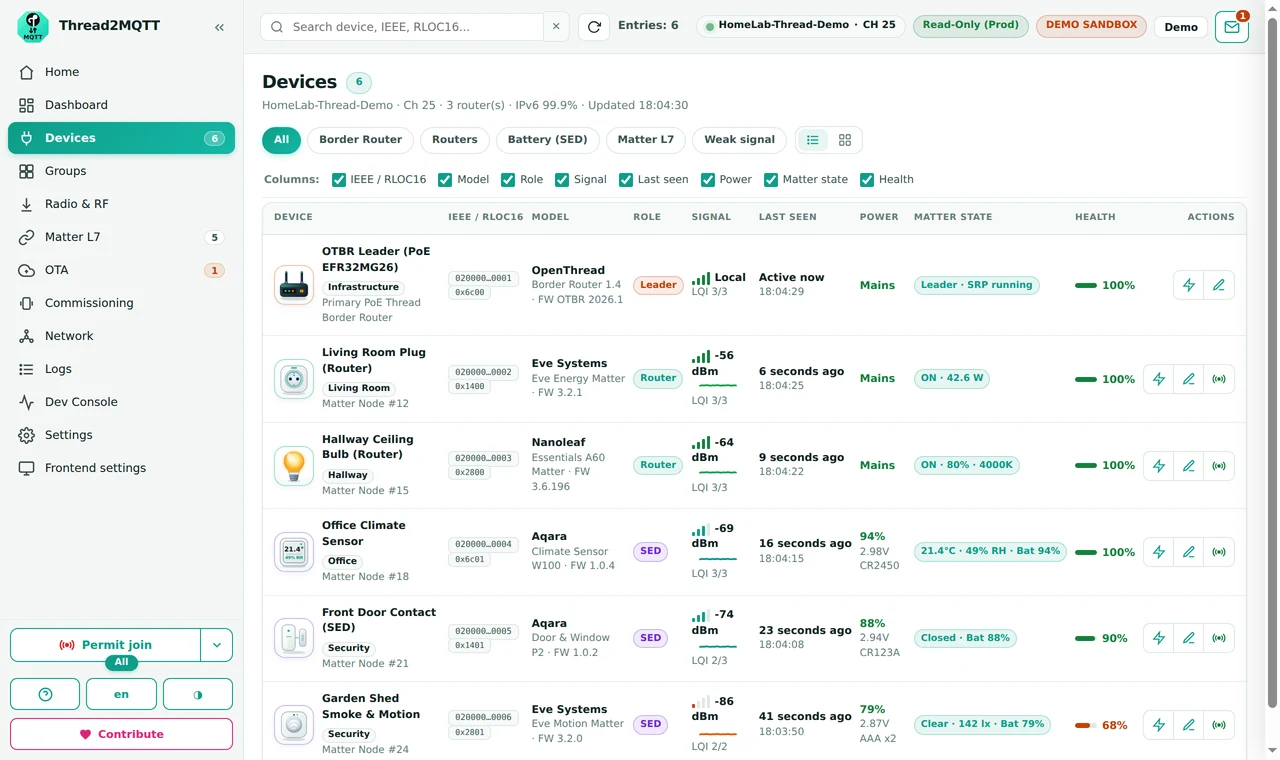 MQTT
Thread2MQTT
«
Search device, IEEE, RLOC16...
×
Entries: 6
HomeLab-Thread-Demo · CH 25
Read-Only (Prod)
DEMO SANDBOX
Demo
1
Home
Dashboard
Devices 6
Groups
Radio & RF
Matter L7 5
OTA 1
Commissioning
Network
Logs
Dev Console
Settings
Frontend settings
Permit join
All
en
Contribute
Devices 6
HomeLab-Thread-Demo · Ch 25 · 3 router(s) · IPv6 99.9% · Updated 18:04:30
All
Border Router
Routers
Battery (SED)
Matter L7
Weak signal
Columns: IEEE / RLOC16 Model Role Signal Last seen Power Matter state Health
DEVICE IEEE / RLOC16 MODEL ROLE SIGNAL LAST SEEN POWER MATTER STATE HEALTH ACTIONS
OTBR Leader (PoE
EFR32MG26)
Infrastructure
Primary PoE Thread
Border Router
020000…0001
0x6c00
OpenThread
Border Router 1.4
· FW OTBR 2026.1
Leader
Local
LQI 3/3
Active now
18:04:29
Mains
Leader · SRP running
100%
Living Room Plug
(Router)
Living Room
Matter Node #12
020000…0002
0x1400
Eve Systems
Eve Energy Matter
· FW 3.2.1
Router
-56
dBm
LQI 3/3
6 seconds ago
18:04:25
Mains
ON · 42.6 W
100%
Hallway Ceiling
Bulb (Router)
Hallway
Matter Node #15
020000…0003
0x2800
Nanoleaf
Essentials A60
Matter · FW
3.6.196
Router
-64
dBm
LQI 3/3
9 seconds ago
18:04:22
Mains
ON · 80% · 4000K
100%
21.4°
49% RH
Office Climate
Sensor
Office
Matter Node #18
020000…0004
0x6c01
Aqara
Climate Sensor
W100 · FW 1.0.4
SED
-69
dBm
LQI 3/3
16 seconds ago
18:04:15
94%
2.98V
CR2450
21.4°C · 49% RH · Bat 94%
100%
Front Door Contact
(SED)
Security
Matter Node #21
020000…0005
0x1401
Aqara
Door & Window
P2 · FW 1.0.2
SED
-74
dBm
LQI 2/3
23 seconds ago
18:04:08
88%
2.94V
CR123A
Closed · Bat 88%
90%
Garden Shed
Smoke & Motion
Security
Matter Node #24
020000…0006
0x2801
Eve Systems
Eve Motion Matter
· FW 3.2.0
SED
-86
dBm
LQI 2/2
41 seconds ago
18:03:50
79%
2.87V
AAA x2
Clear · 142 lx · Bat 79%
68%